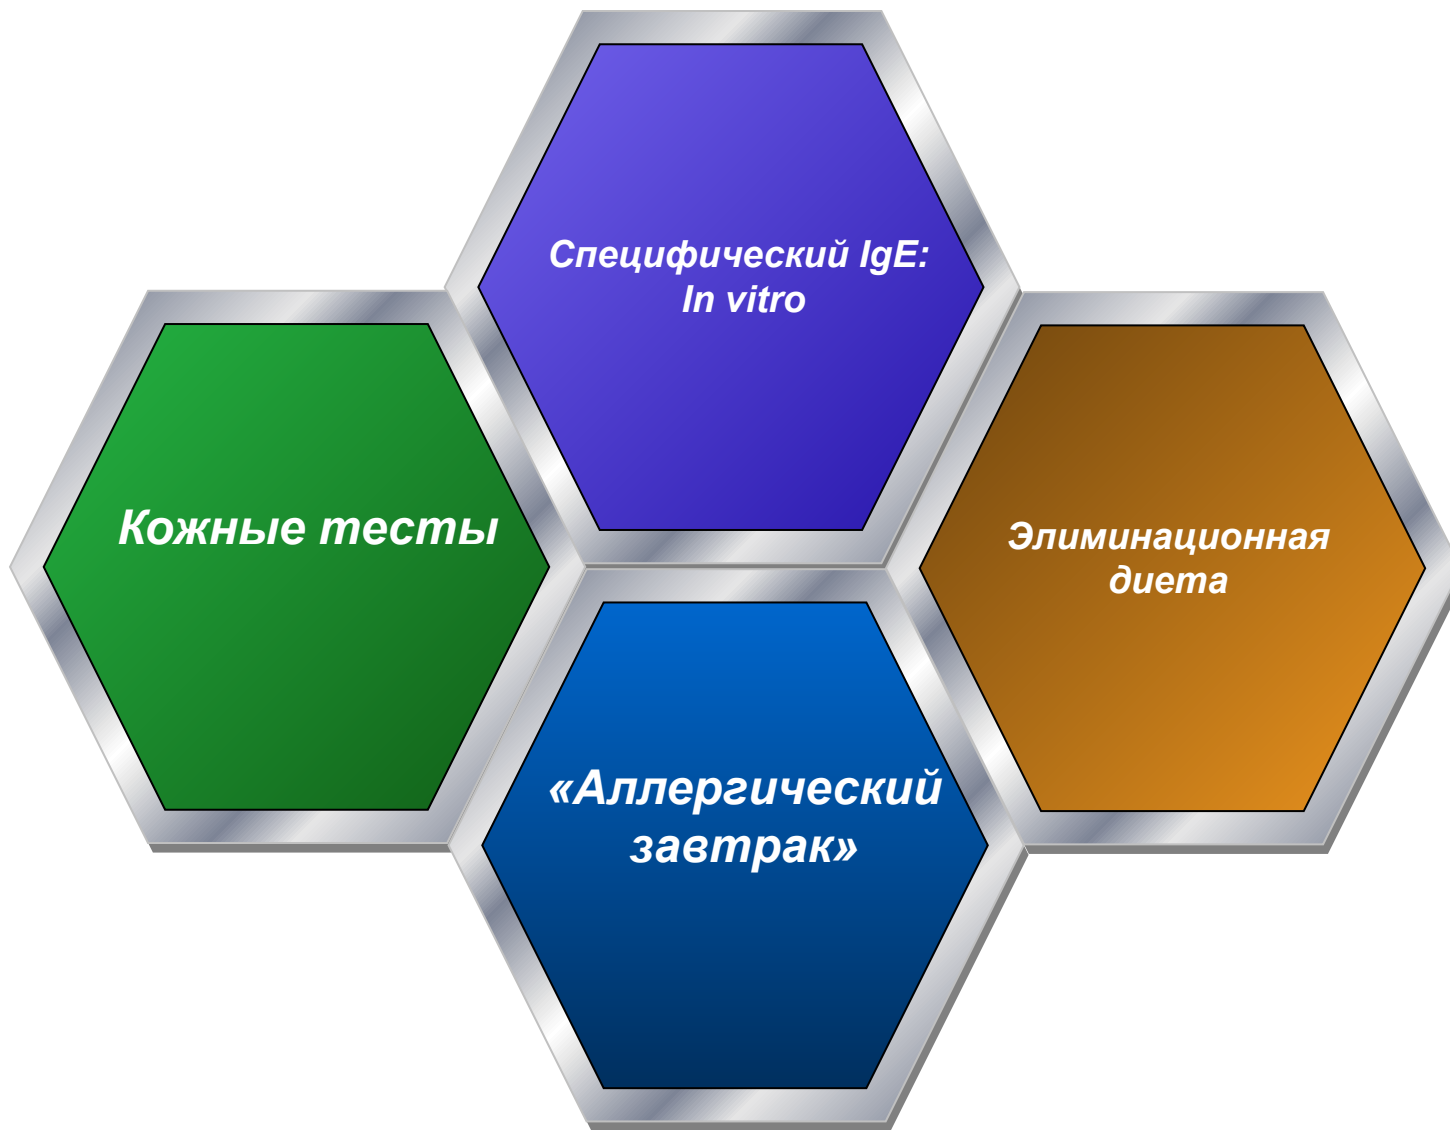 Специфический IgE:
In vitro
Кожные тесты
Элиминационная
диета
«Аллергический
завтрак»